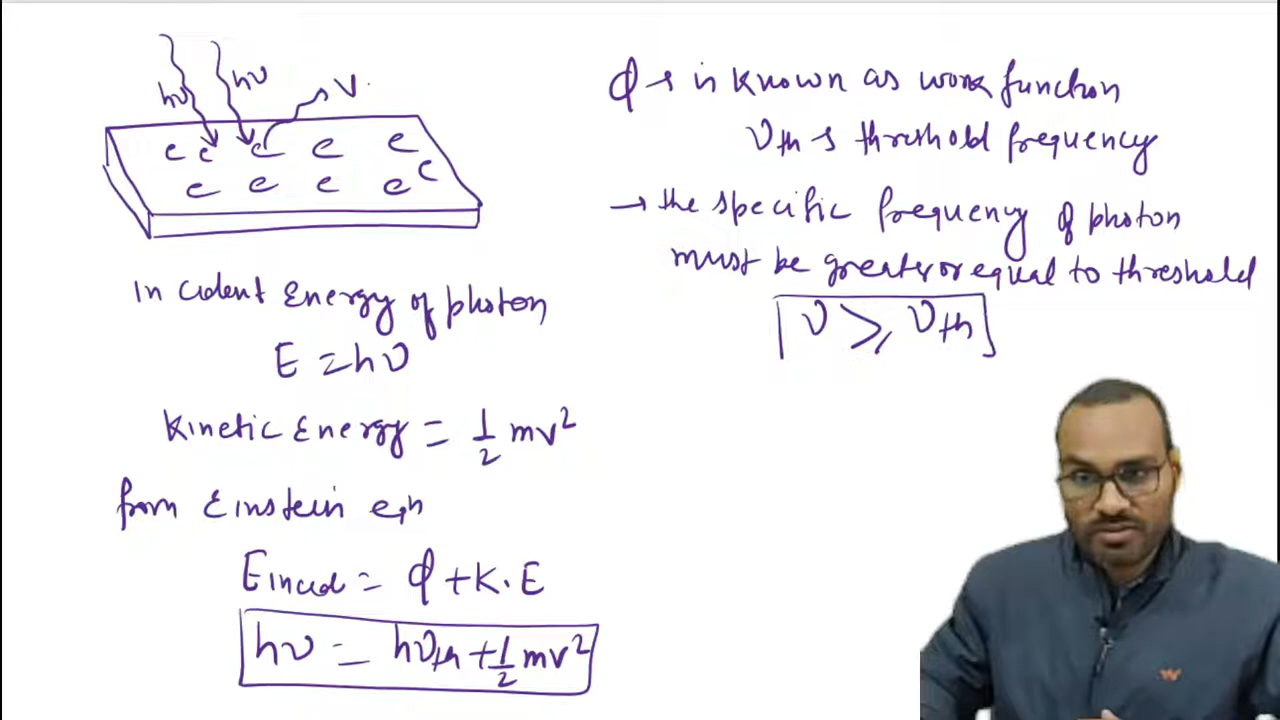 hν hν v
e e e e e
e e e e e
Incident Energy of photon
E = hν
Kinetic Energy = 1/2 mv²
from Einstein eqn
Eincid = ϕ + K.E
hν = hνth + 1/2 mv²
ϕ → is known as work function
νth → threshold frequency
→ the specific frequency of photon
must be greater or equal to threshold
ν ≥ νth